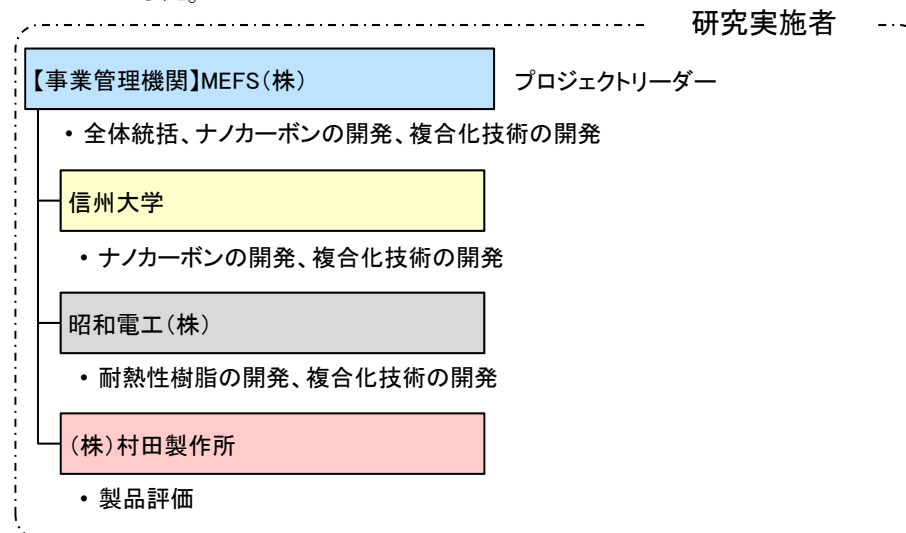 した。
研究実施者
【事業管理機関】MEFS(株)
プロジェクトリーダー
・全体統括、ナノカーボンの開発、複合化技術の開発
信州大学
・ナノカーボンの開発、複合化技術の開発
昭和電工(株)
・耐熱性樹脂の開発、複合化技術の開発
(株)村田製作所
・製品評価